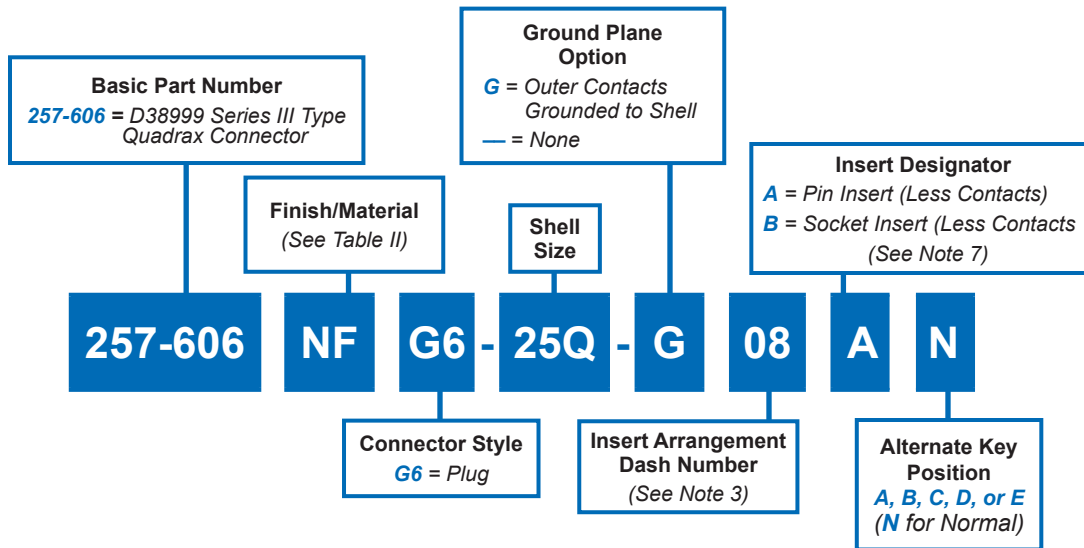 Basic Part Number
257-606 = D38999 Series III Type
Quadrax Connector
Finish/Material
(See Table II)
Ground Plane
Option
G = Outer Contacts
Grounded to Shell
— = None
Shell
Size
Insert Designator
A = Pin Insert (Less Contacts)
B = Socket Insert (Less Contacts
(See Note 7)
257-606 NF G6 - 25Q - G 08 A N
Connector Style
G6 = Plug
Insert Arrangement
Dash Number
(See Note 3)
Alternate Key
Position
A, B, C, D, or E
(N for Normal)